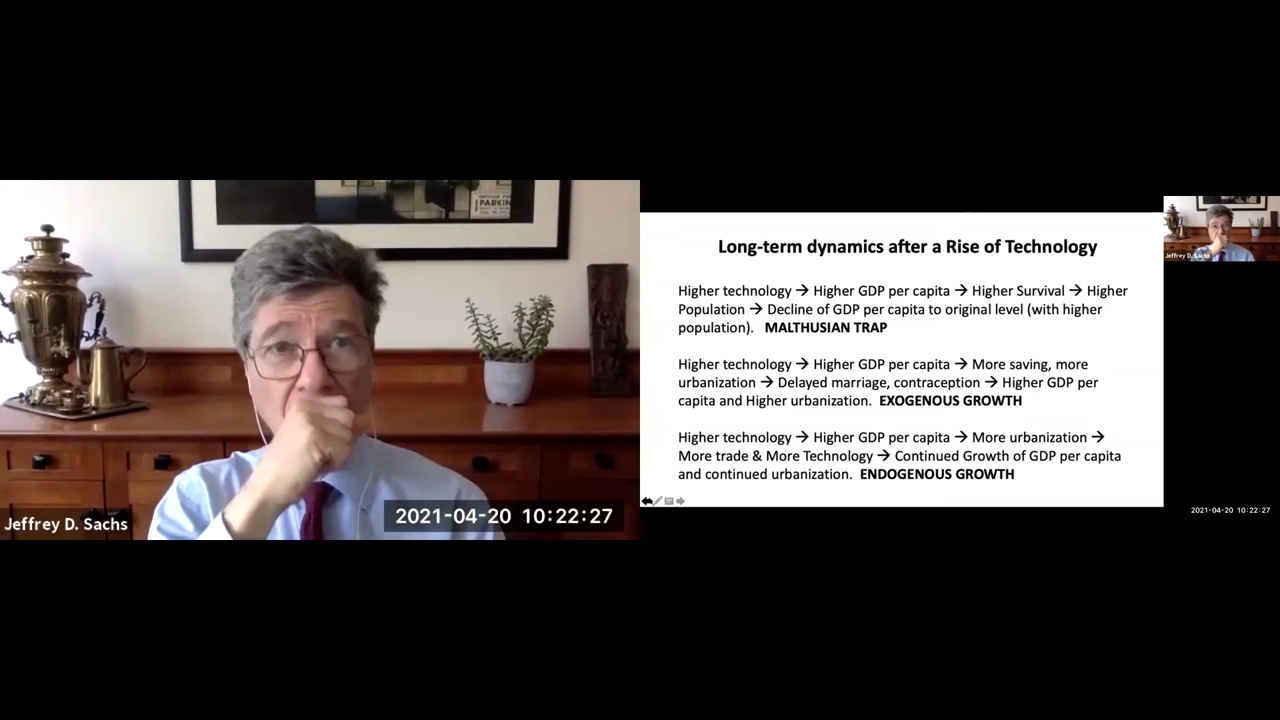 PARKIN
Jeffrey D. Sachs
2021-04-20 10:22:27
Long-term dynamics after a Rise of Technology
Higher technology → Higher GDP per capita → Higher Survival → Higher
Population → Decline of GDP per capita to original level (with higher
population). MALTHUSIAN TRAP
Higher technology → Higher GDP per capita → More saving, more
urbanization → Delayed marriage, contraception → Higher GDP per
capita and Higher urbanization. EXOGENOUS GROWTH
Higher technology → Higher GDP per capita → More urbanization →
More trade & More Technology → Continued Growth of GDP per capita
and continued urbanization. ENDOGENOUS GROWTH
Jeffrey D. Sachs
2021-04-20 10:22:27